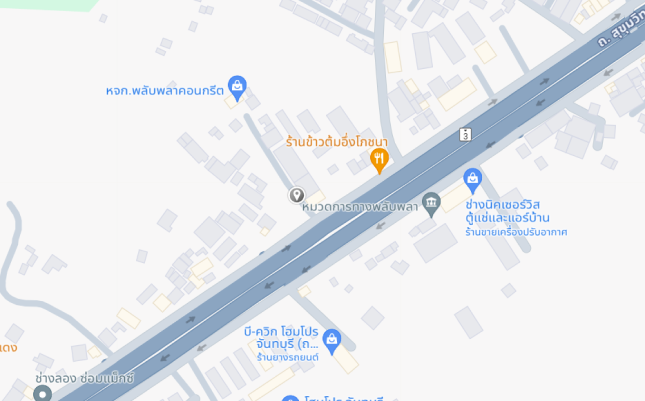 ถ. สุขุมวิท
หจก.พลับพลาคอนกรีต
3
ร้านข้าวต้มอึ่งโภชนา
หมวดการทางพลับพลา
ช่างนิคเซอร์วิส
ตู้แช่และแอร์บ้าน
ร้านขายเครื่องปรับอากาศ
บี-ควิก โฮมโปร
จันทบุรี (ถ...
ร้านยางรถยนต์
แดง
ช่างลอง ซ่อมแม็กซ์